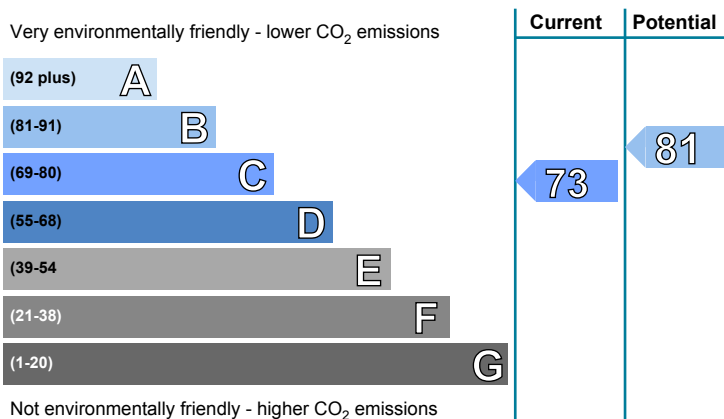 Current Potential
Very environmentally friendly - lower CO2 emissions
(92 plus) A
(81-91) B
81
(69-80) C
73
(55-68) D
(39-54 E
(21-38) F
(1-20) G
Not environmentally friendly - higher CO2 emissions